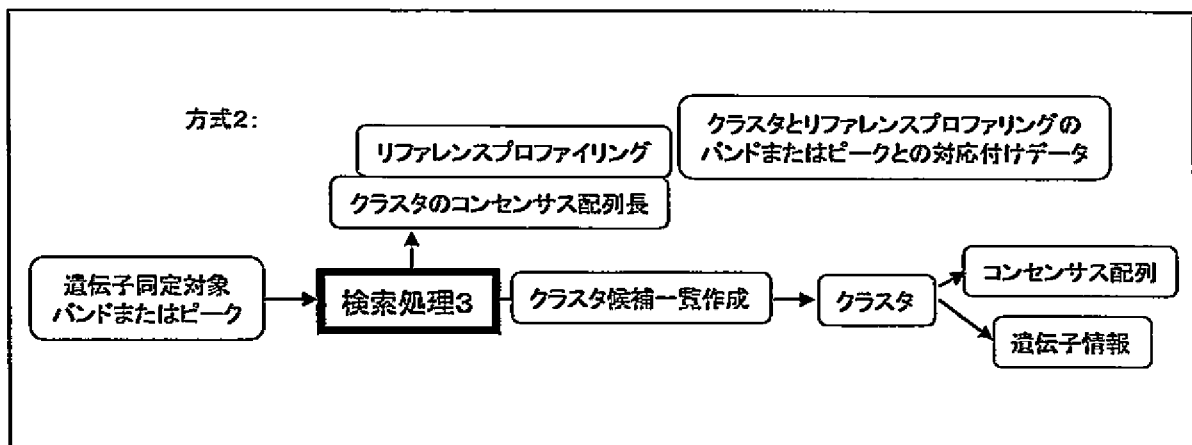 方式2:
リファレンスプロファイリング
クラスタとリファレンスプロファリングの
バンドまたはピークとの対応付けデータ
クラスタのコンセンサス配列長
遺伝子同定対象
バンドまたはピーク
検索処理3
クラスタ候補一覧作成
クラスタ
コンセンサス配列
遺伝子情報